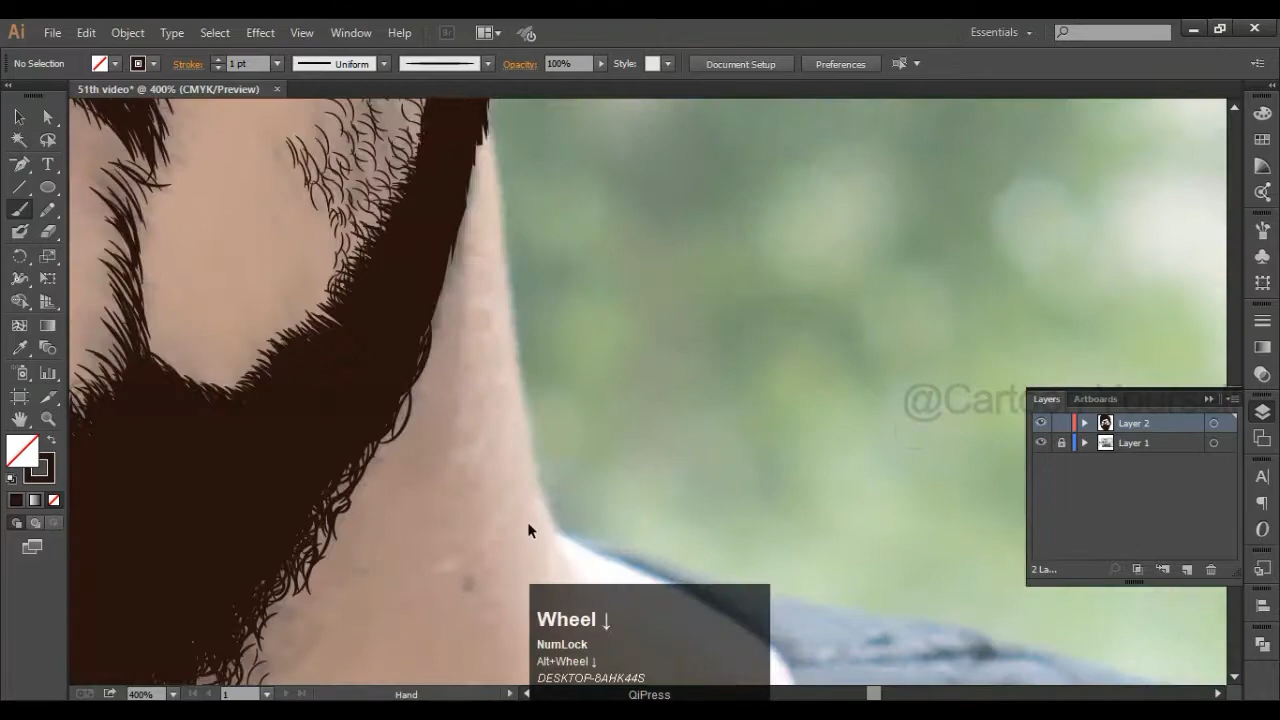 Ai File Edit Object Type Select Effect View Window Help Br Essentials
No Selection Stroke: 1 pt Uniform Opacity: 100% Style: Document Setup Preferences
51th video* @ 400% (CMYK/Preview)
Layers Artboards
Layer 2
Layer 1
2 La...
Wheel ↓
NumLock
Alt+Wheel ↓
DESKTOP-8AHK44S
QiPress
400% 1 Hand